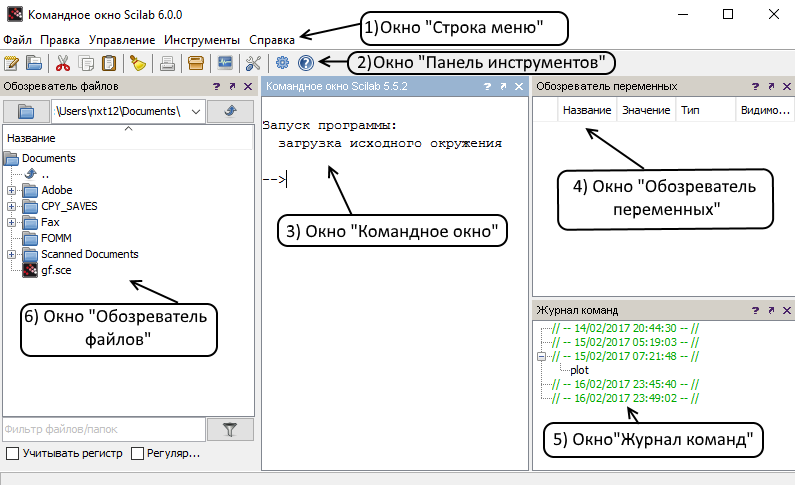 Командное окно Scilab 6.0.0
1)Окно "Строка меню"
Файл Правка Управление Инструменты Справка
2)Окно "Панель инструментов"
Обозреватель файлов
:\Users\nxt12\Documents\
Название
Documents
..
Adobe
CPY_SAVES
Fax
FOMM
Scanned Documents
gf.sce
6) Окно "Обозреватель
файлов"
Фильтр файлов/папок
Учитывать регистр Регуляр...
Командное окно Scilab 5.5.2
Запуск программы:
загрузка исходного окружения
-->
3) Окно "Командное окно"
Обозреватель переменных
Название Значение Тип Видимо...
4) Окно "Обозреватель
переменных"
Журнал команд
// -- 14/02/2017 20:44:30 -- //
// -- 15/02/2017 05:19:03 -- //
// -- 15/02/2017 07:21:48 -- //
plot
// -- 16/02/2017 23:45:40 -- //
// -- 16/02/2017 23:49:02 -- //
5) Окно"Журнал команд"